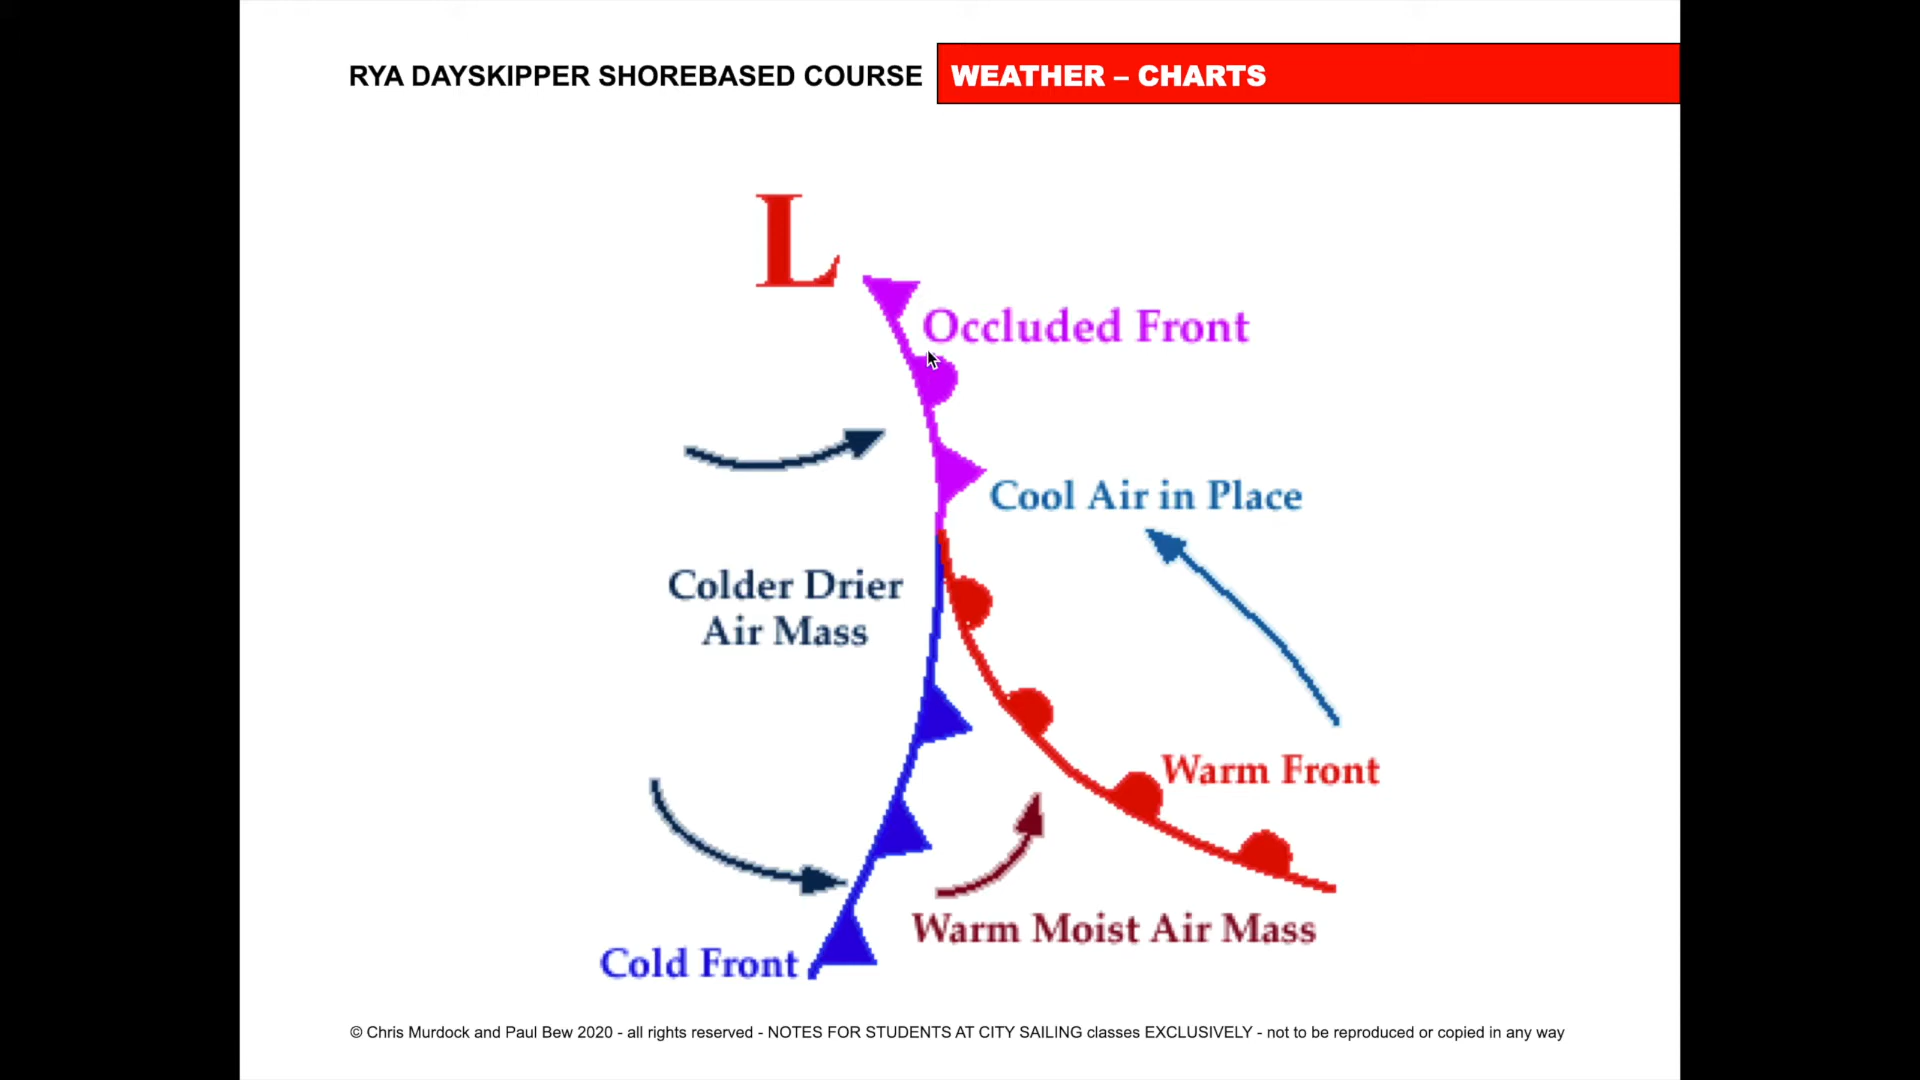 RYA DAYSKIPPER SHOREBASED COURSE
WEATHER – CHARTS
L
Occluded Front
Cool Air in Place
Colder Drier
Air Mass
Warm Front
Warm Moist Air Mass
Cold Front
© Chris Murdock and Paul Bew 2020 - all rights reserved - NOTES FOR STUDENTS AT CITY SAILING classes EXCLUSIVELY - not to be reproduced or copied in any way